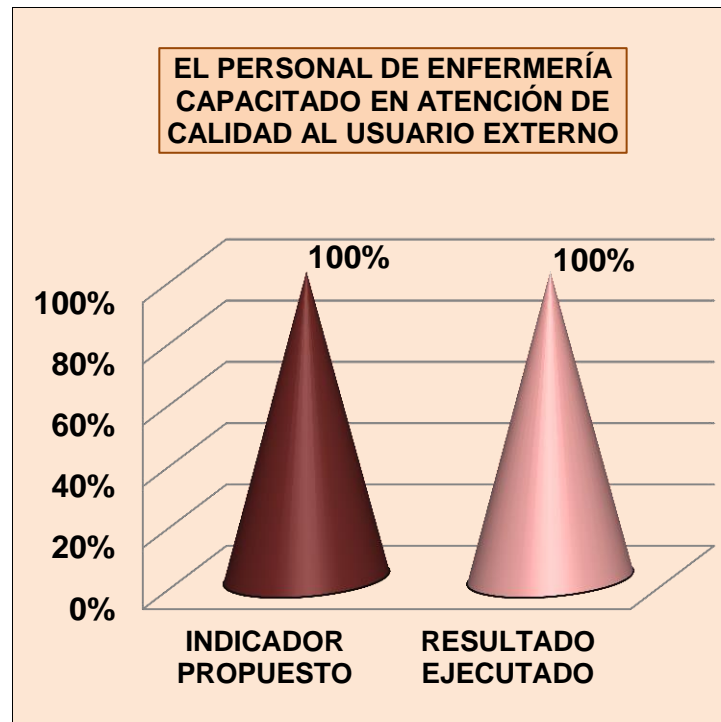 EL PERSONAL DE ENFERMERÍA
CAPACITADO EN ATENCIÓN DE
CALIDAD AL USUARIO EXTERNO
100%
100%
100%
80%
60%
40%
20%
0%
INDICADOR
PROPUESTO
RESULTADO
EJECUTADO